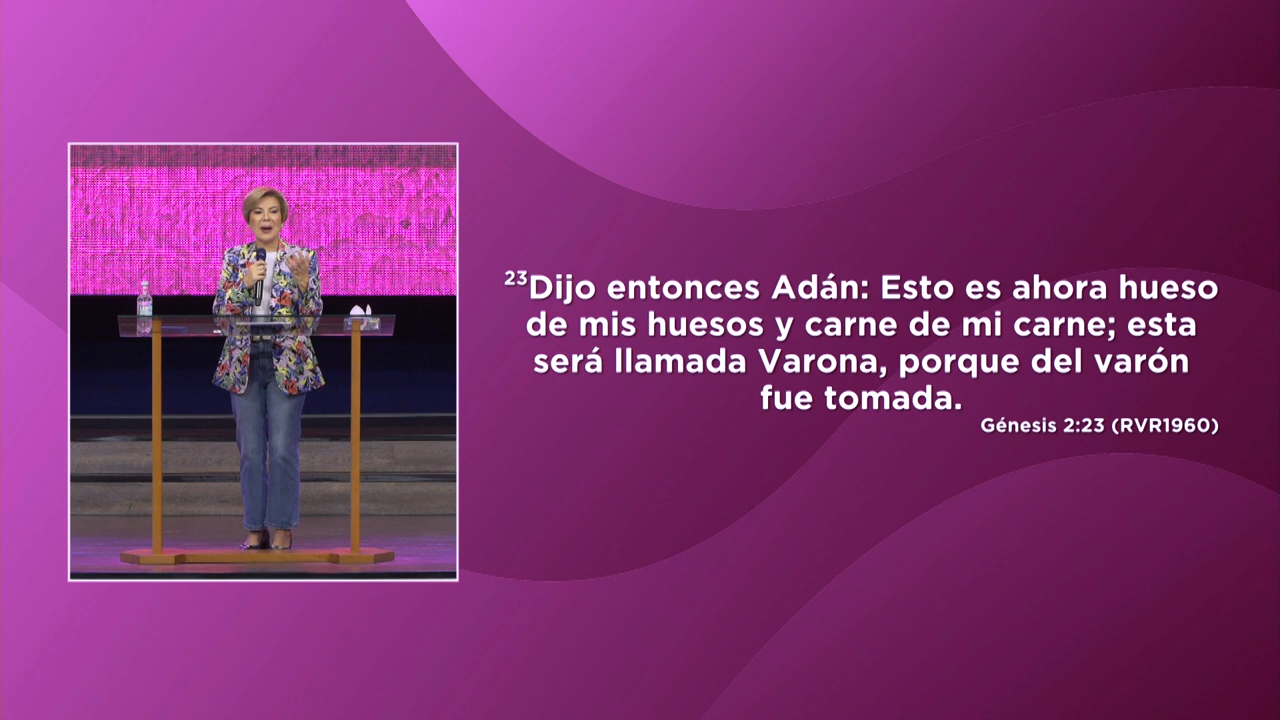 ²³Dijo entonces Adán: Esto es ahora hueso
de mis huesos y carne de mi carne; esta
será llamada Varona, porque del varón
fue tomada.
Génesis 2:23 (RVR1960)